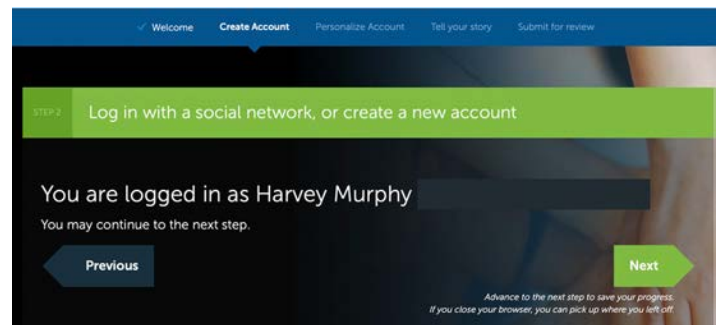 ✓ Welcome Create Account Personalize Account Tell your story Submit for review
STEP 2 Log in with a social network, or create a new account
You are logged in as Harvey Murphy
You may continue to the next step.
Previous Next
Advance to the next step to save your progress.
If you close your browser, you can pick up where you left off.